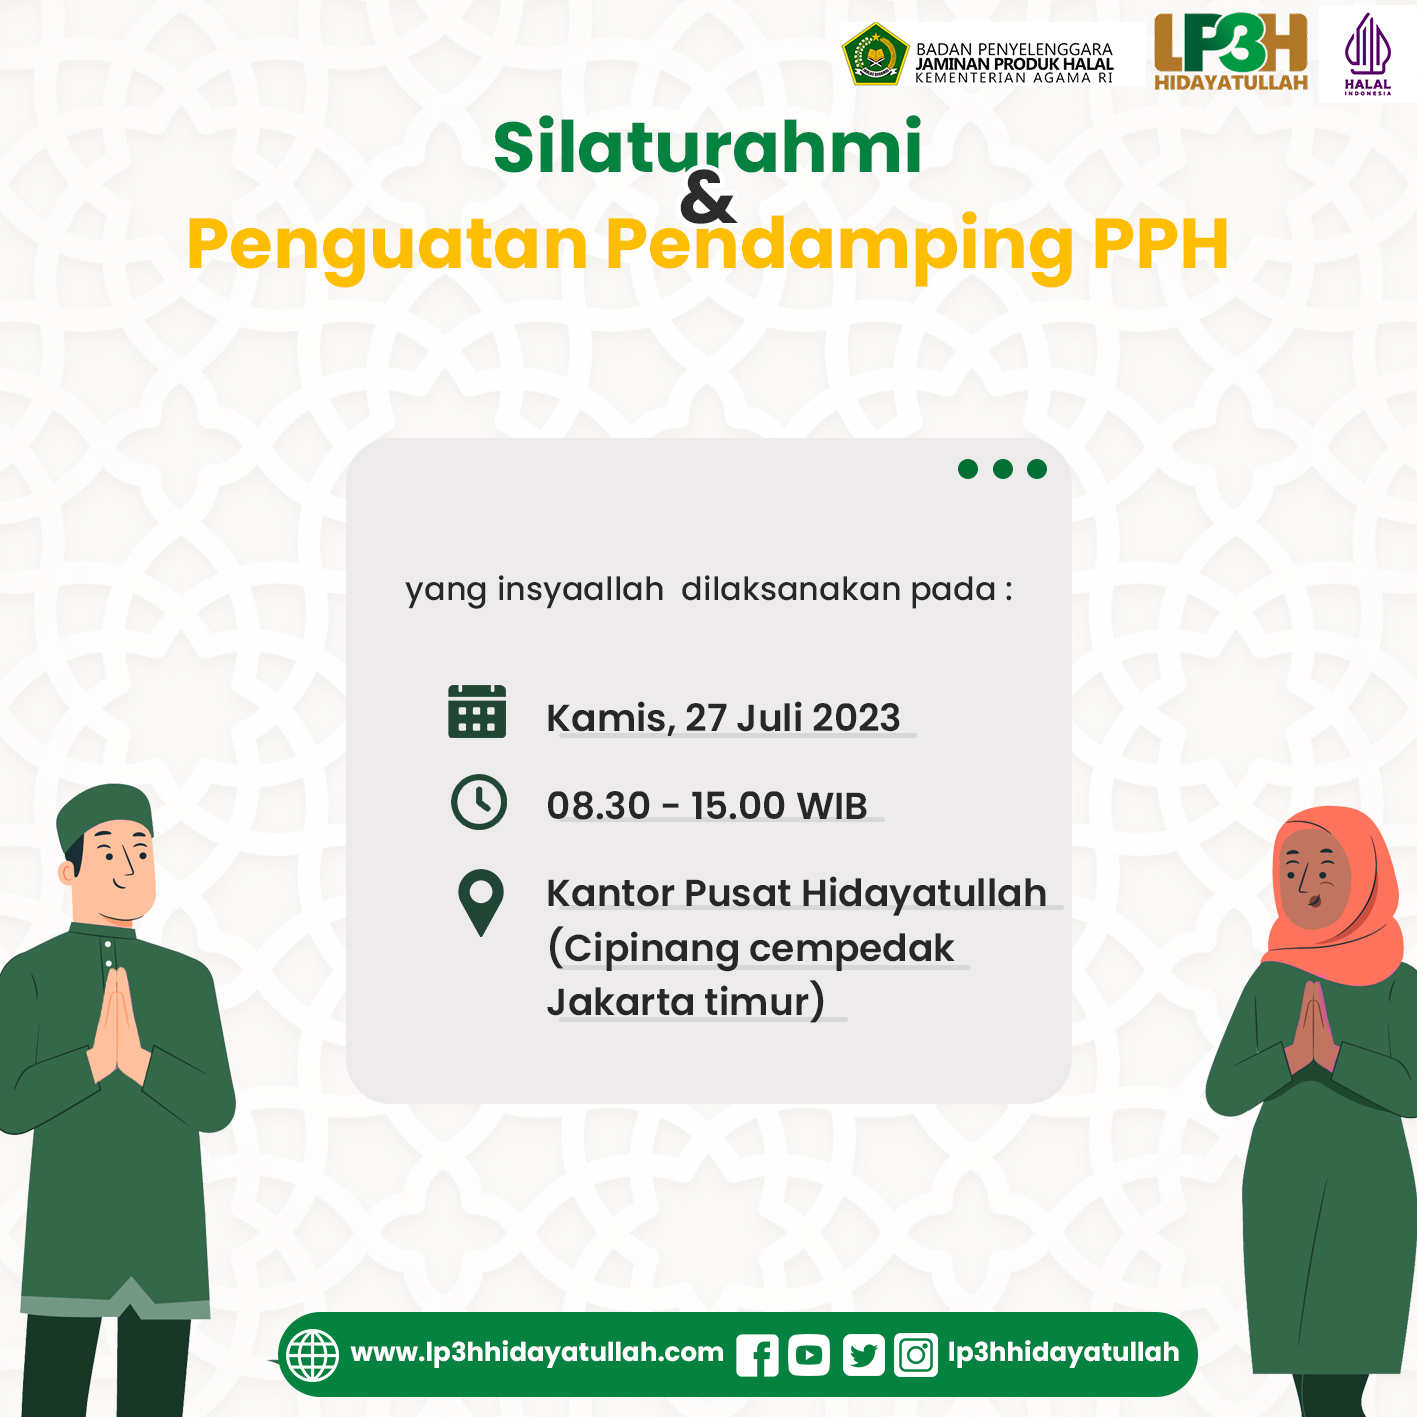 BADAN PENYELENGGARA
JAMINAN PRODUK HALAL
KEMENTERIAN AGAMA RI
LP3H
HIDAYATULLAH
HALAL
INDONESIA
Silaturahmi
&
Penguatan Pendamping PPH
yang insyaallah dilaksanakan pada :
Kamis, 27 Juli 2023
08.30 - 15.00 WIB
Kantor Pusat Hidayatullah
(Cipinang cempedak
Jakarta timur)
www.lp3hhidayatullah.com
lp3hhidayatullah